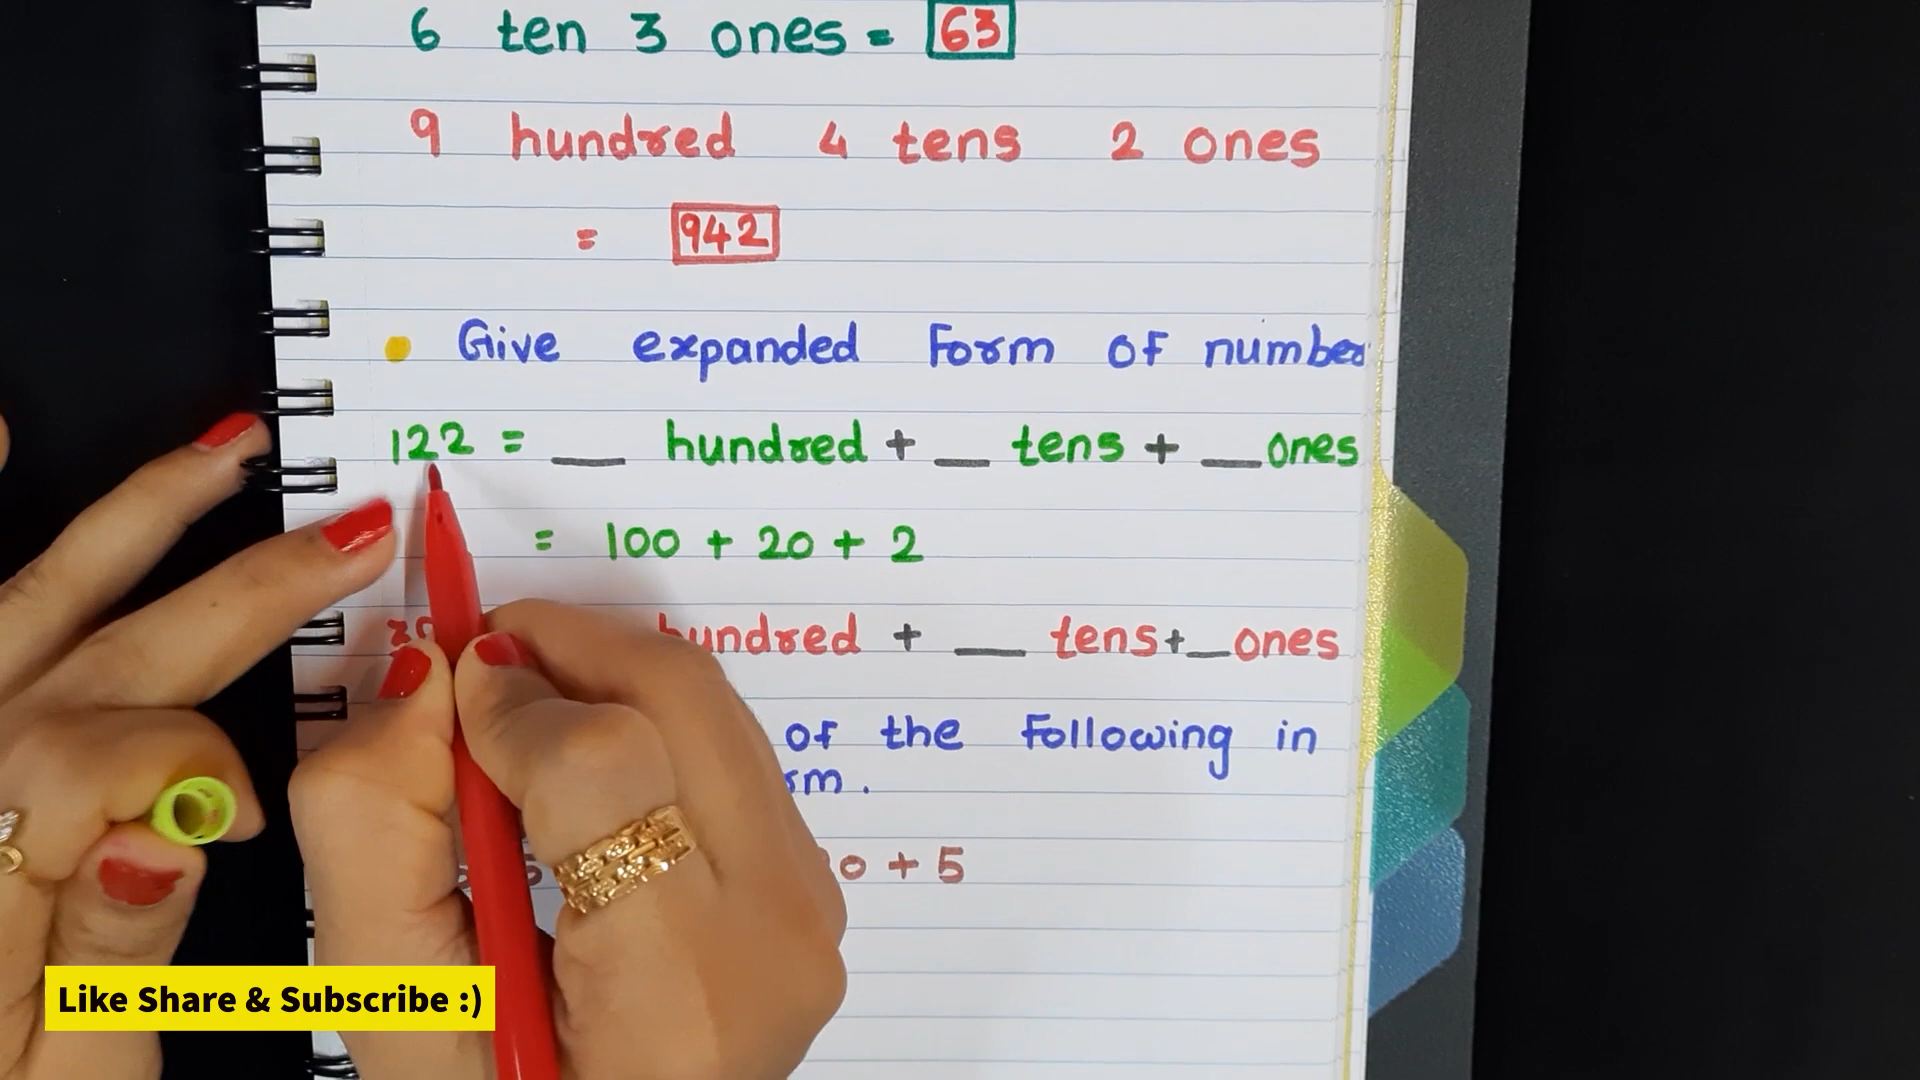 6 ten 3 ones = 63
9 hundred 4 tens 2 ones
= 942
Give expanded Form of number
122 = __ hundred + __ tens + __ ones
= 100 + 20 + 2
hundred + __ tens + __ ones
of the Following in
+ 5
Like Share & Subscribe :)